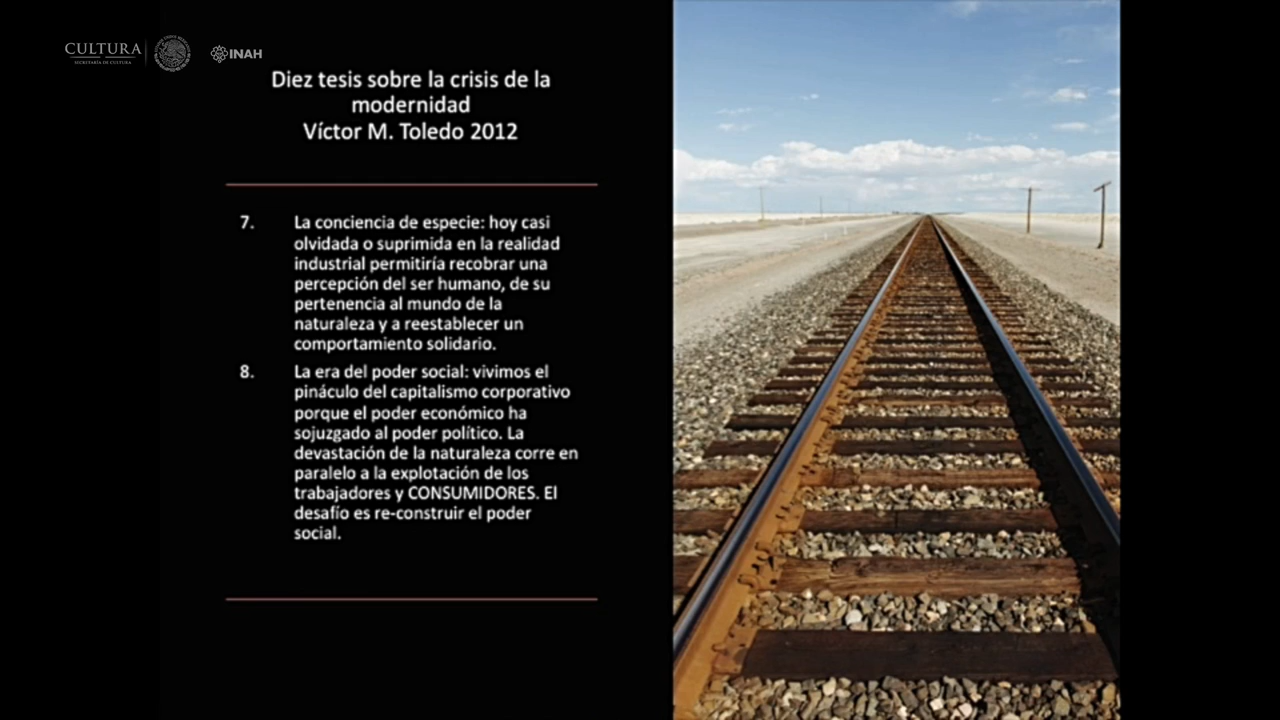 CULTURA
SECRETARÍA DE CULTURA
INAH
Diez tesis sobre la crisis de la
modernidad
Víctor M. Toledo 2012
7. La conciencia de especie: hoy casi
olvidada o suprimida en la realidad
industrial permitiría recobrar una
percepción del ser humano, de su
pertenencia al mundo de la
naturaleza y a reestablecer un
comportamiento solidario.
8. La era del poder social: vivimos el
pináculo del capitalismo corporativo
porque el poder económico ha
sojuzgado al poder político. La
devastación de la naturaleza corre en
paralelo a la explotación de los
trabajadores y CONSUMIDORES. El
desafío es re-construir el poder
social.